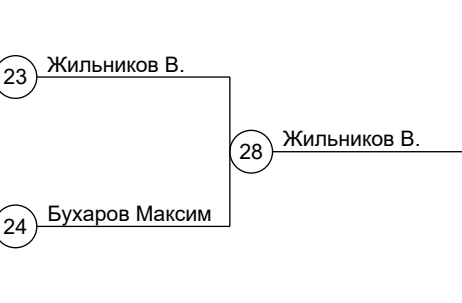 Жильников В.
23
28
Жильников В.
Бухаров Максим
24